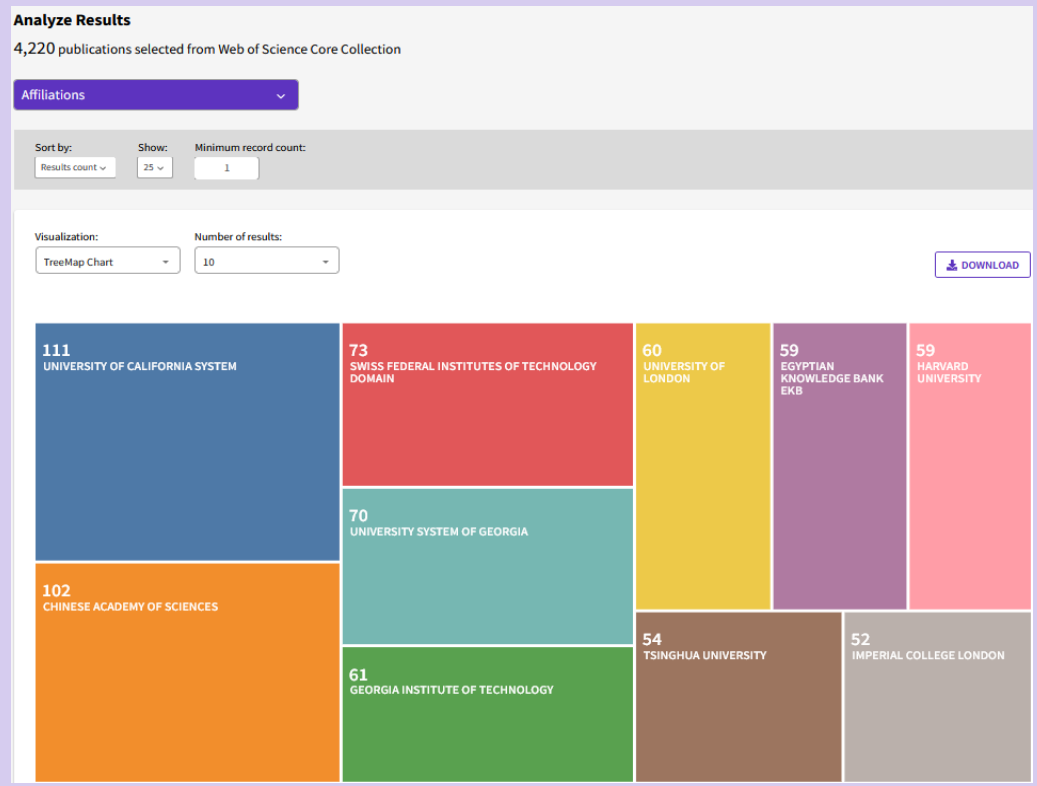 Analyze Results
4,220 publications selected from Web of Science Core Collection
Affiliations
Sort by: Show: Minimum record count:
Results count 25 1
Visualization: Number of results:
TreeMap Chart 10
DOWNLOAD
111
UNIVERSITY OF CALIFORNIA SYSTEM
102
CHINESE ACADEMY OF SCIENCES
73
SWISS FEDERAL INSTITUTES OF TECHNOLOGY
DOMAIN
70
UNIVERSITY SYSTEM OF GEORGIA
61
GEORGIA INSTITUTE OF TECHNOLOGY
60
UNIVERSITY OF
LONDON
59
EGYPTIAN
KNOWLEDGE BANK
EKB
59
HARVARD
UNIVERSITY
54
TSINGHUA UNIVERSITY
52
IMPERIAL COLLEGE LONDON